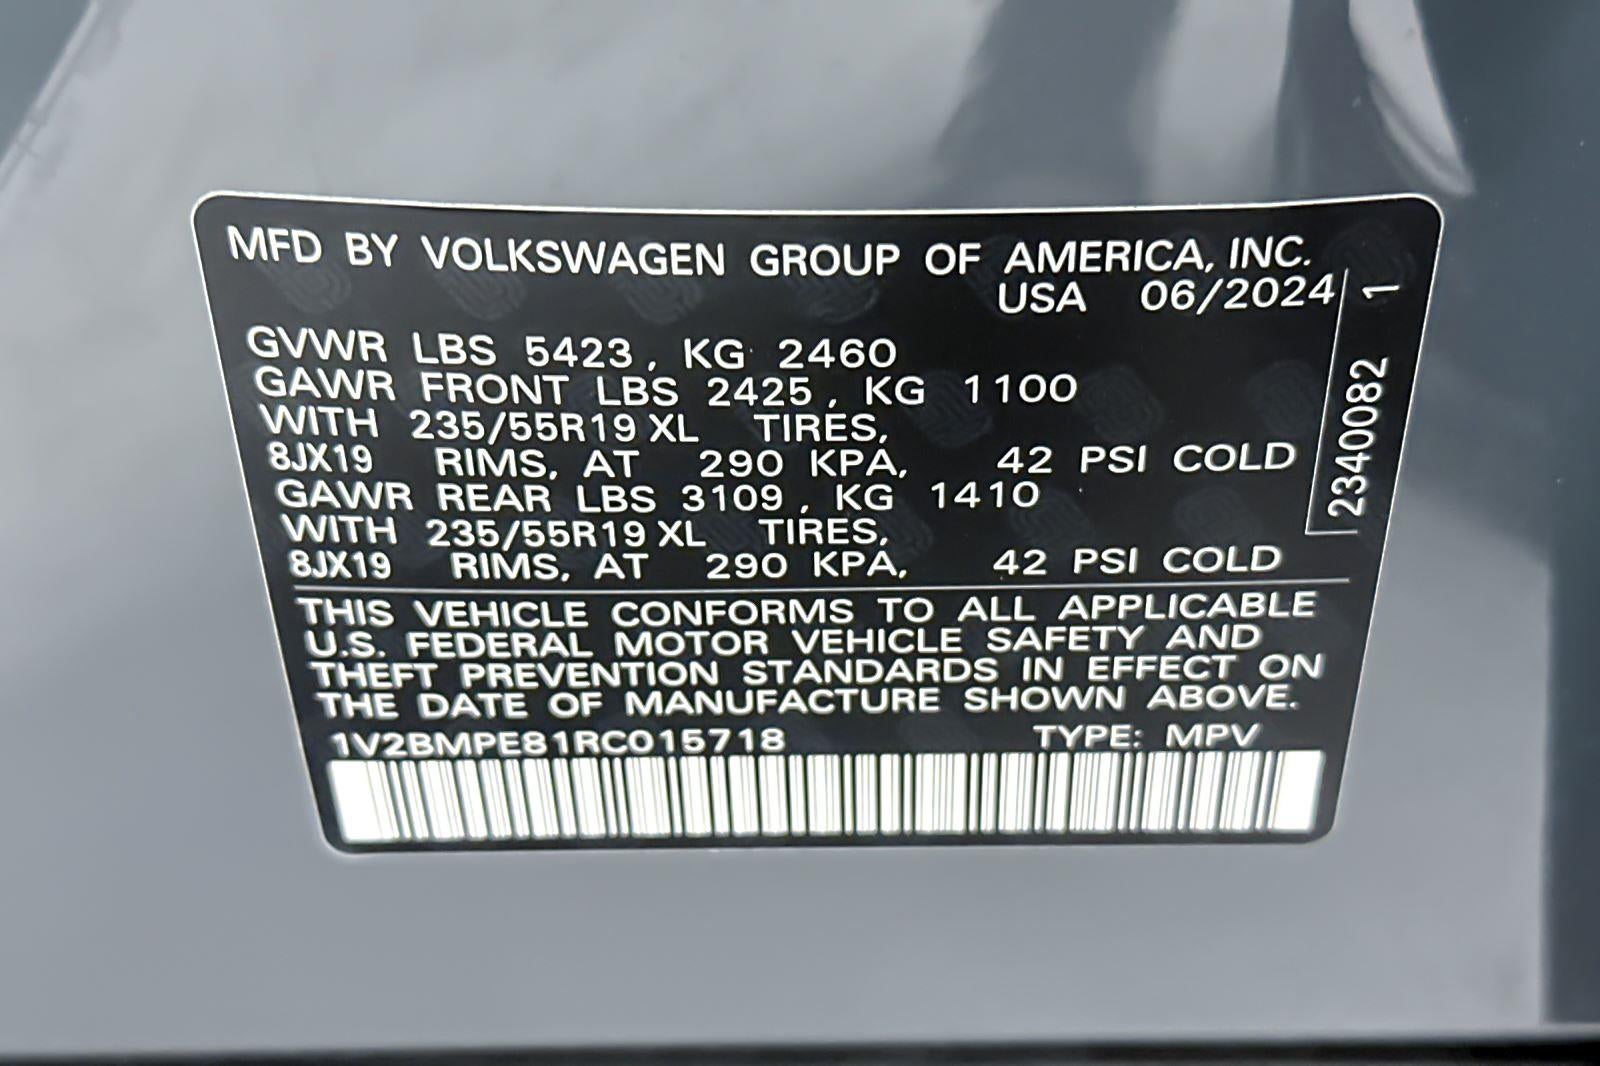 MFD BY VOLKSWAGEN GROUP OF AMERICA, INC.
USA 06/2024
GVWR LBS 5423, KG 2460
GAWR FRONT LBS 2425, KG 1100
WITH 235/55R19 XL TIRES,
8JX19 RIMS, AT 290 KPA, 42 PSI COLD
GAWR REAR LBS 3109, KG 1410
WITH 235/55R19 XL TIRES,
8JX19 RIMS, AT 290 KPA, 42 PSI COLD
THIS VEHICLE CONFORMS TO ALL APPLICABLE
U.S. FEDERAL MOTOR VEHICLE SAFETY AND
THEFT PREVENTION STANDARDS IN EFFECT ON
THE DATE OF MANUFACTURE SHOWN ABOVE.
1V2BMPE81RC015718 TYPE: MPV
2340082 1